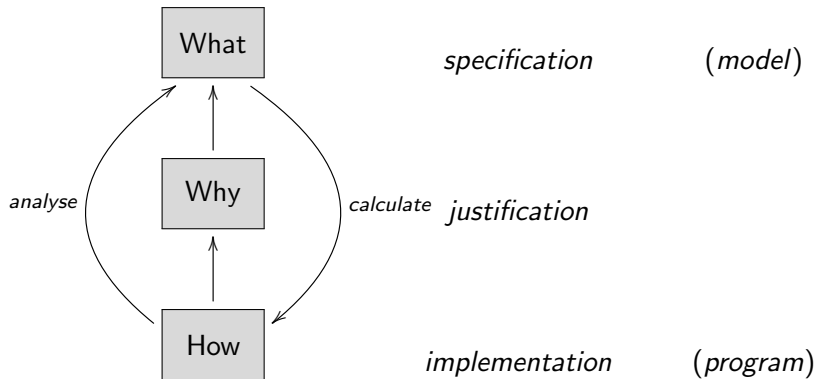 What specification (model)
Why
analyse calculate justification
How
implementation (program)